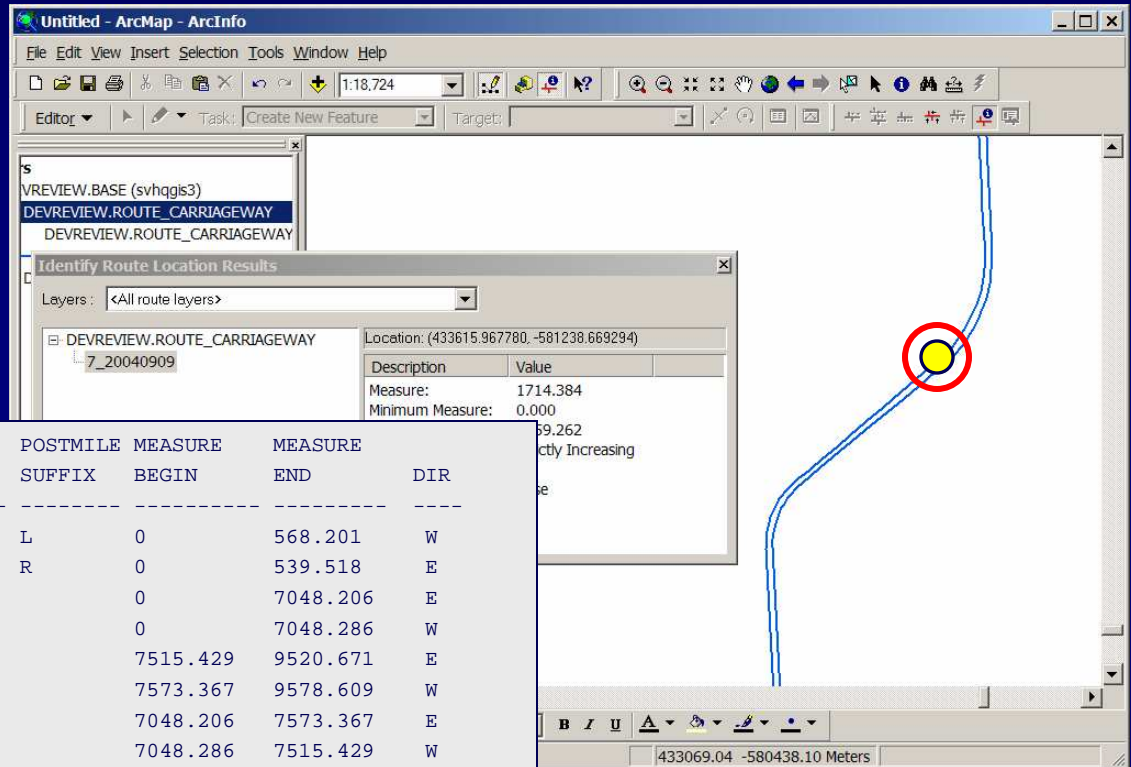 Untitled - ArcMap - ArcInfo
File Edit View Insert Selection Tools Window Help
1:18,724
Editor Task: Create New Feature Target:
rs
VREVIEW.BASE (svhqgis3)
DEVREVIEW.ROUTE_CARRIAGEWAY
DEVREVIEW.ROUTE_CARRIAGEWAY
Identify Route Location Results
Layers : <All route layers>
DEVREVIEW.ROUTE_CARRIAGEWAY
7_20040909
Location: (433615.967780, -581238.669294)
Description Value
Measure: 1714.384
Minimum Measure: 0.000
59.262
ctly Increasing
se
POSTMILE MEASURE MEASURE
SUFFIX BEGIN END DIR
- -------- ---------- --------- ----
L 0 568.201 W
R 0 539.518 E
0 7048.206 E
0 7048.286 W
7515.429 9520.671 E
7573.367 9578.609 W
7048.206 7573.367 E
7048.286 7515.429 W
B I U A
433069.04 -580438.10 Meters